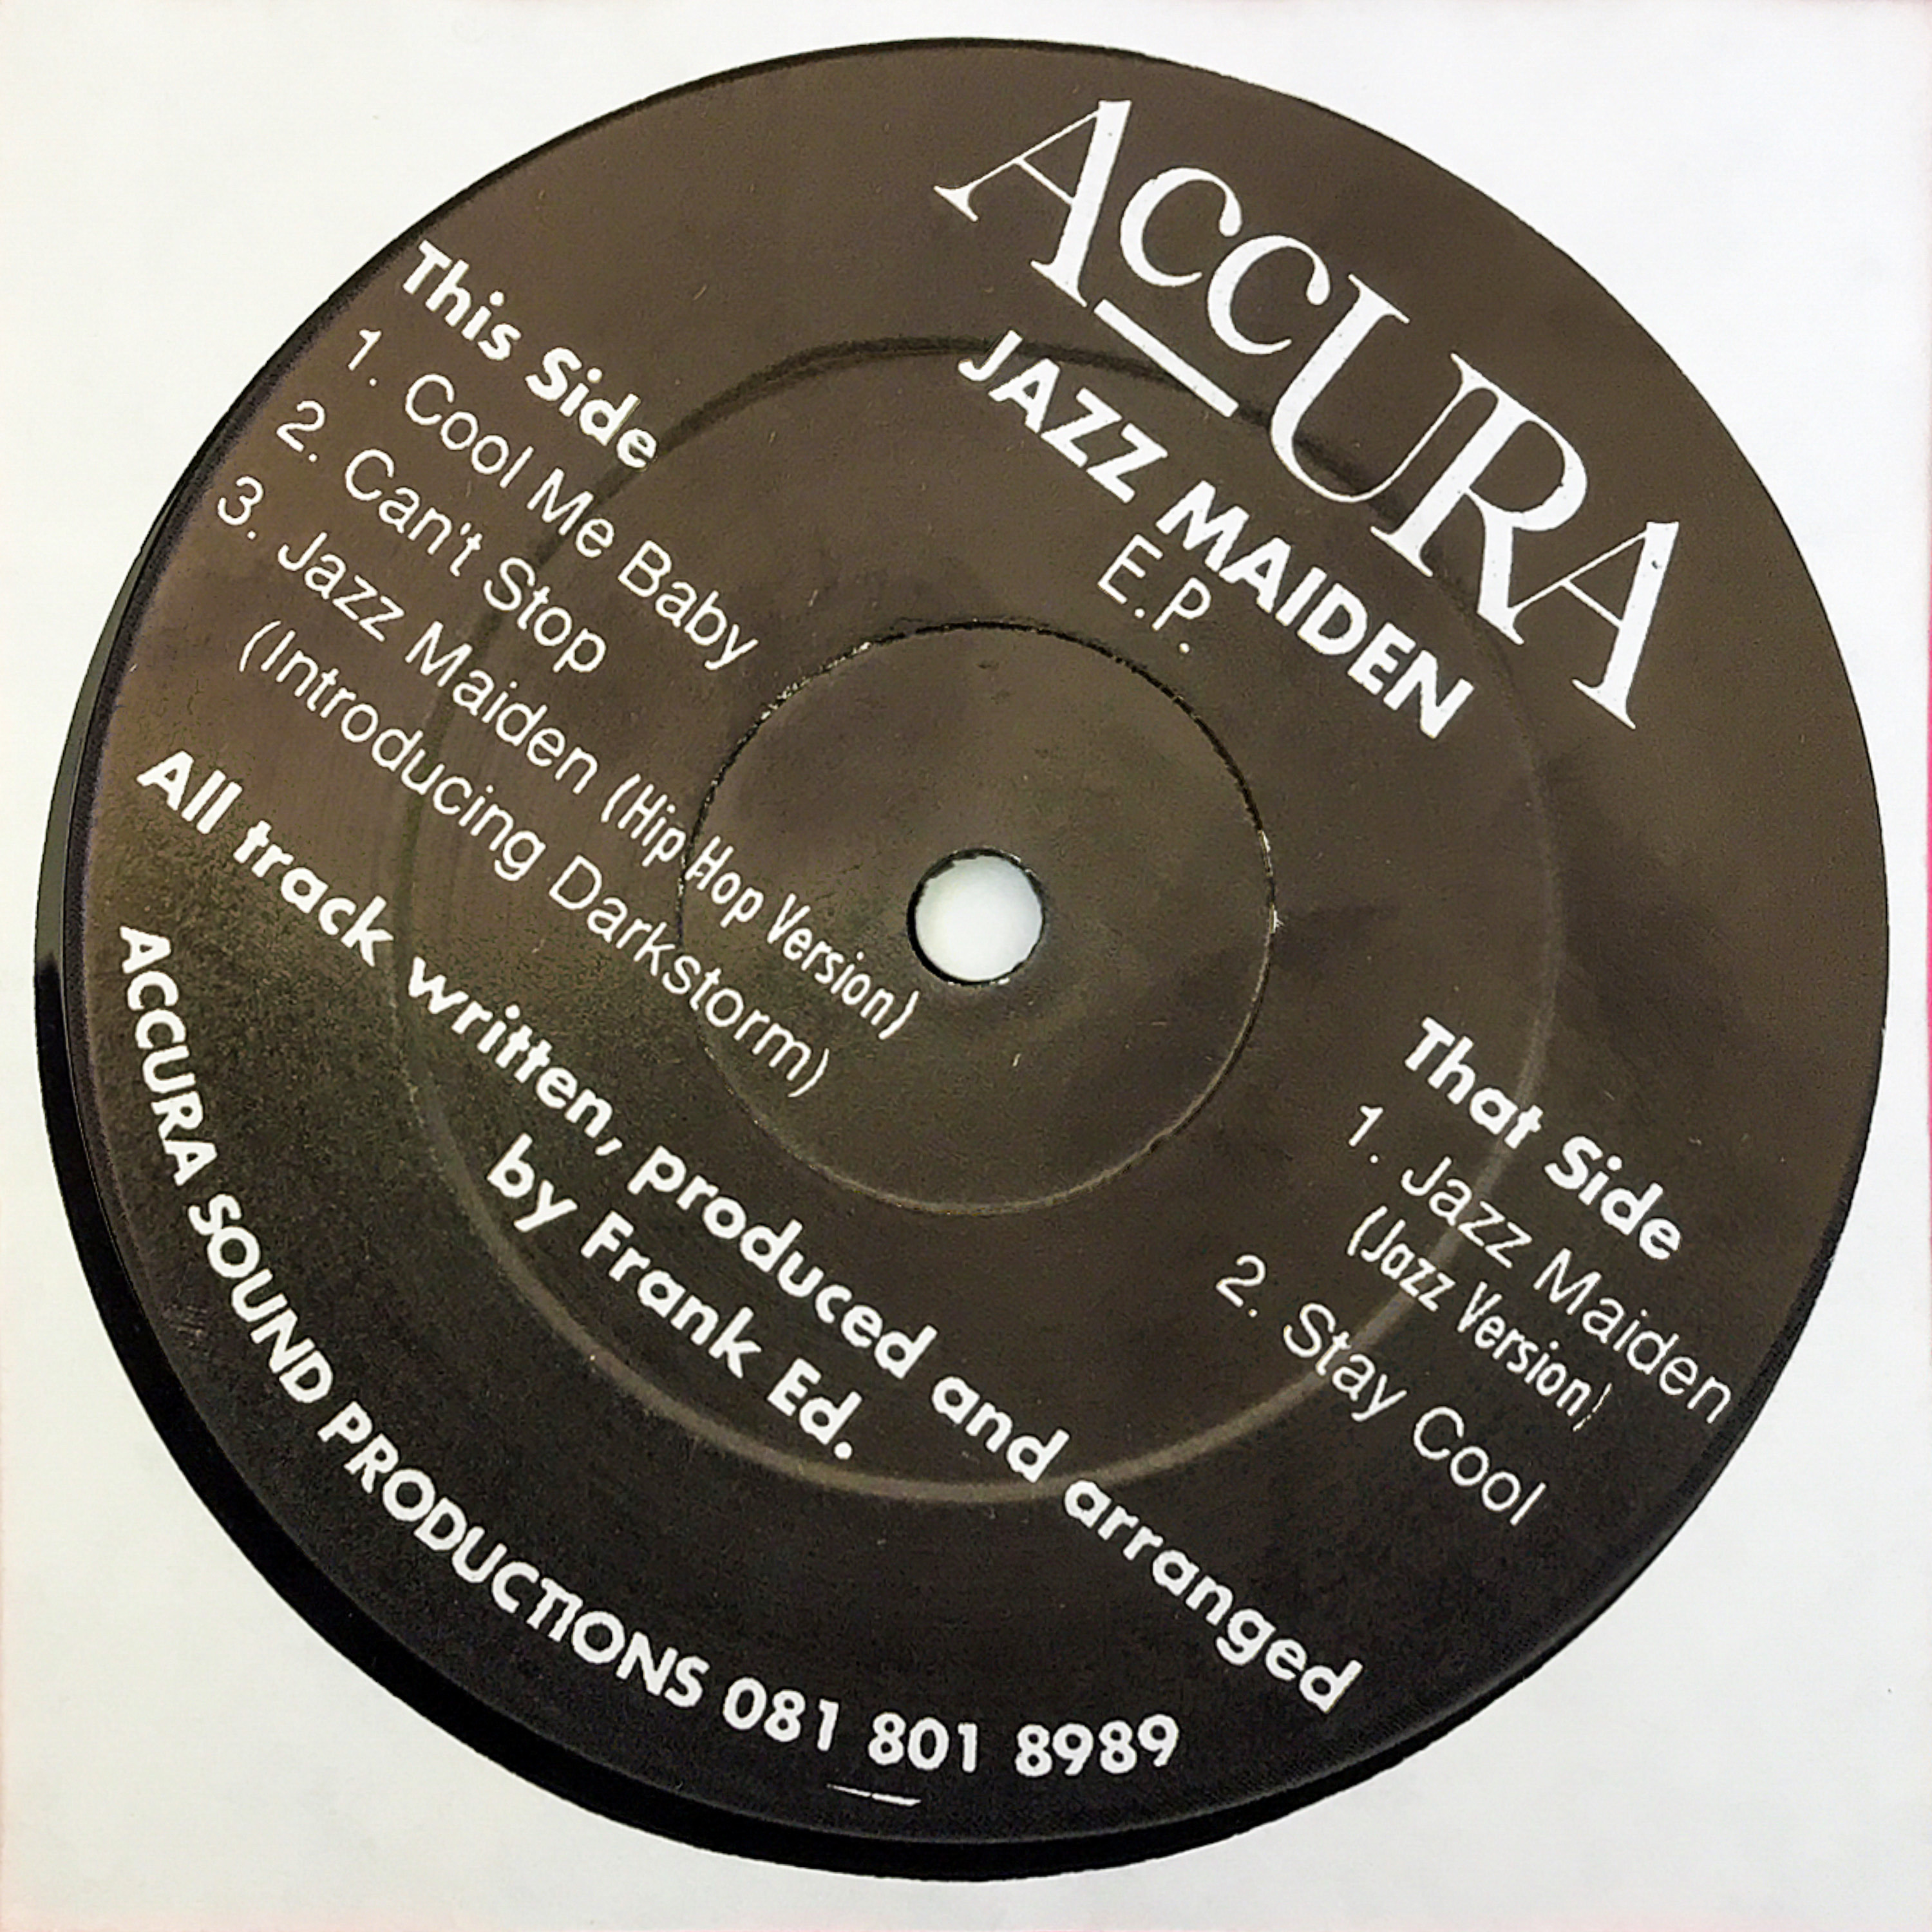 ACCURA
JAZZ MAIDEN
E.P.
This Side
1. Cool Me Baby
2. Can't Stop
3. Jazz Maiden (Hip Hop Version)
(Introducing Darkstorm)
That Side
1. Jazz Maiden
(Jazz Version)
2. Stay Cool
All track written, produced and arranged
by Frank Ed.
ACCURA SOUND PRODUCTIONS 081 801 8989